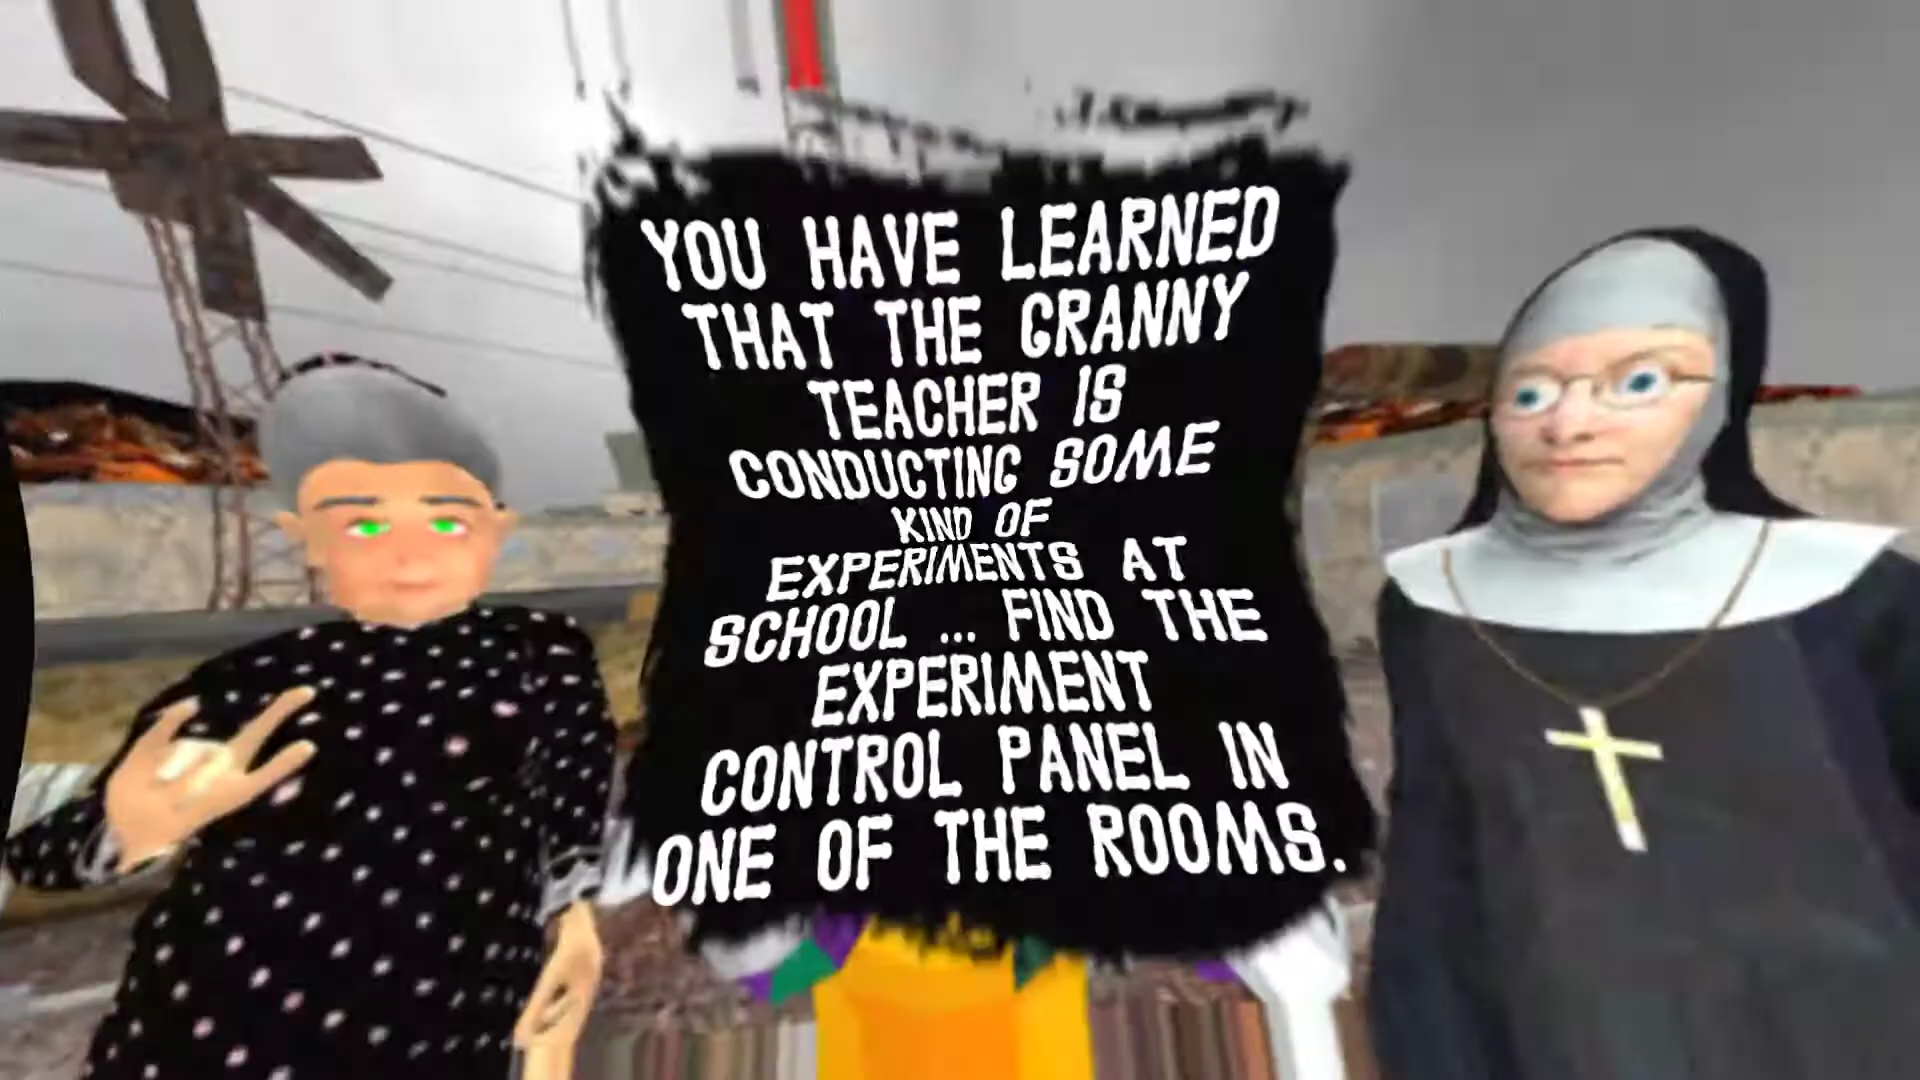 YOU HAVE LEARNED
THAT THE GRANNY
TEACHER IS
CONDUCTING SOME
KIND OF
EXPERIMENTS AT
SCHOOL ... FIND THE
EXPERIMENT
CONTROL PANEL IN
ONE OF THE ROOMS.